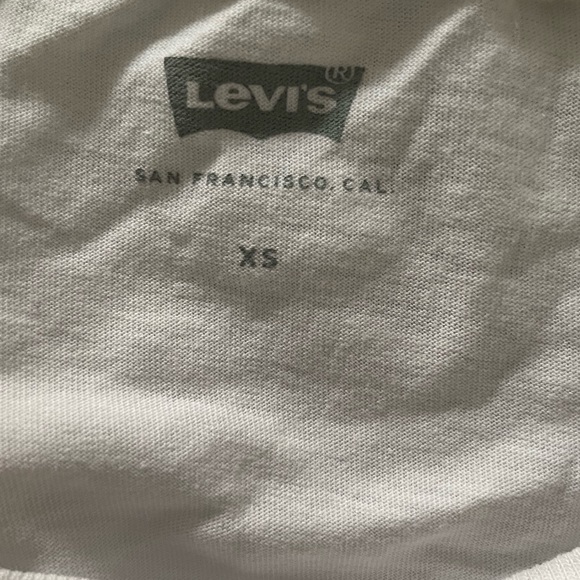 Levi's®
SAN FRANCISCO, CAL.
XS